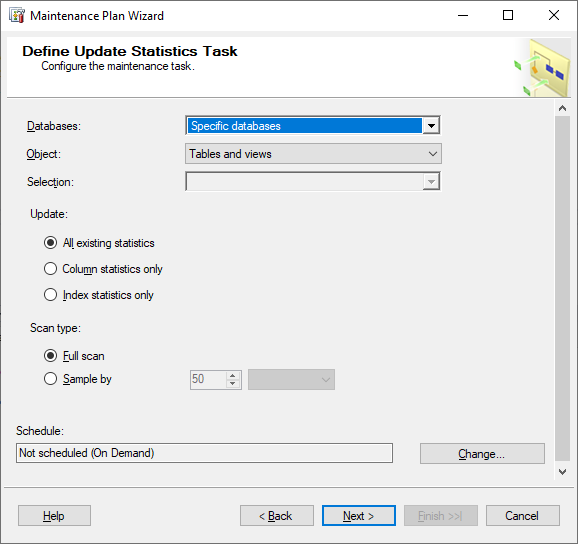 Maintenance Plan Wizard
Define Update Statistics Task
Configure the maintenance task.
Databases: Specific databases
Object: Tables and views
Selection:
Update:
All existing statistics
Column statistics only
Index statistics only
Scan type:
Full scan
Sample by 50
Schedule:
Not scheduled (On Demand) Change...
Help < Back Next > Finish >>| Cancel